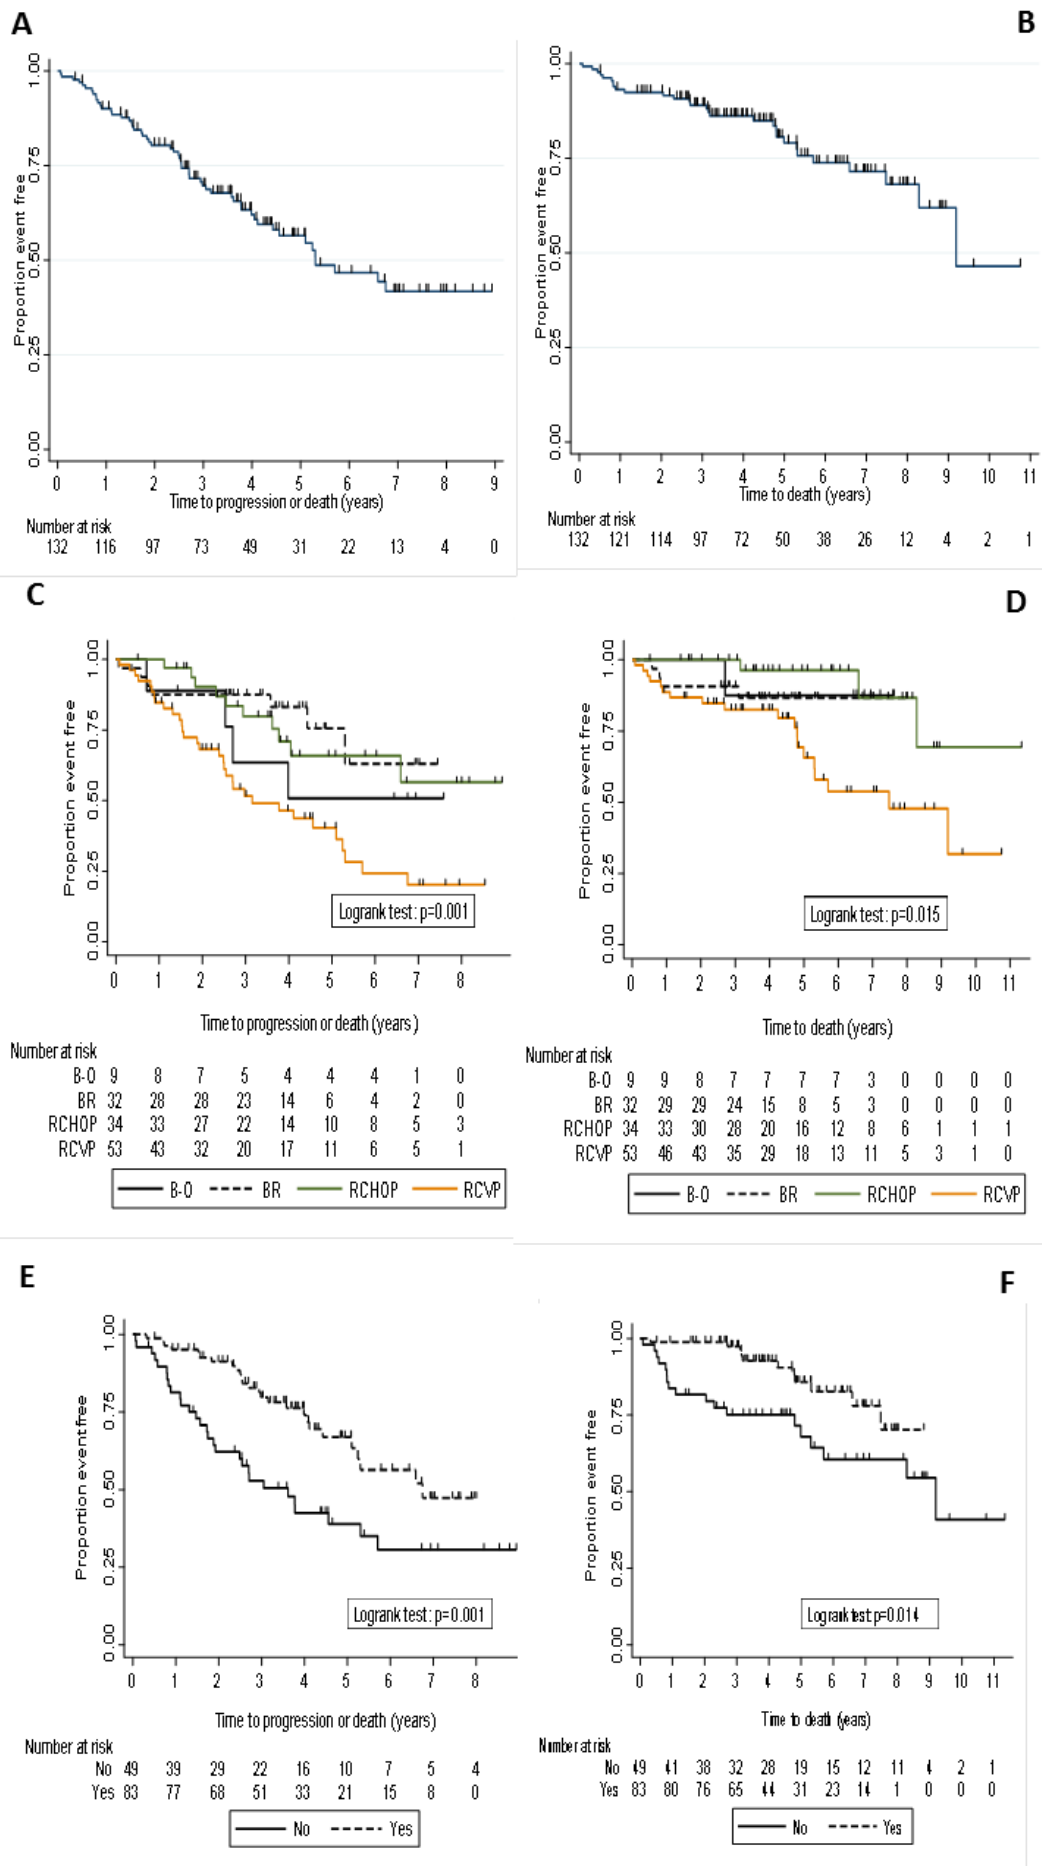 A
B
1.00
0.75
0.50
0.25
0.00
Proportion event free
0 1 2 3 4 5 6 7 8 9
Time to progression or death (years)
Number at risk
132 116 97 73 49 31 22 13 4 0
1.00
0.75
0.50
0.25
0.00
Proportion event free
0 1 2 3 4 5 6 7 8 9 10 11
Time to death (years)
Number at risk
132 121 114 97 72 50 38 26 12 4 2 1
C
D
1.00
0.75
0.50
0.25
0.00
Proportion event free
Logrank test: p=0.001
0 1 2 3 4 5 6 7 8
Time to progression or death (years)
Number at risk
B-O 9 8 7 5 4 4 4 1 0
BR 32 28 28 23 14 6 4 2 0
RCHOP 34 33 27 22 14 10 8 5 3
RCVP 53 43 32 20 17 11 6 5 1
B-O BR RCHOP RCVP
1.00
0.75
0.50
0.25
0.00
Proportion event free
Logrank test: p=0.015
0 1 2 3 4 5 6 7 8 9 10 11
Time to death (years)
Number at risk
B-O 9 9 8 7 7 7 7 3 0 0 0 0
BR 32 29 29 24 15 8 5 3 0 0 0 0
RCHOP 34 33 30 28 20 16 12 8 6 1 1 1
RCVP 53 46 43 35 29 18 13 11 5 3 1 0
B-O BR RCHOP RCVP
E
F
1.00
0.75
0.50
0.25
0.00
Proportion eventfree
Logrank test: p=0.001
0 1 2 3 4 5 6 7 8
Time to progression or death (years)
Number at risk
No 49 39 29 22 16 10 7 5 4
Yes 83 77 68 51 33 21 15 8 0
No Yes
1.00
0.75
0.50
0.25
0.00
Proportion event free
Logrank test p=0.014
0 1 2 3 4 5 6 7 8 9 10 11
Time to death (years)
Number at risk
No 49 41 38 32 28 19 15 12 11 4 2 1
Yes 83 80 76 65 44 31 23 14 1 0 0 0
No Yes